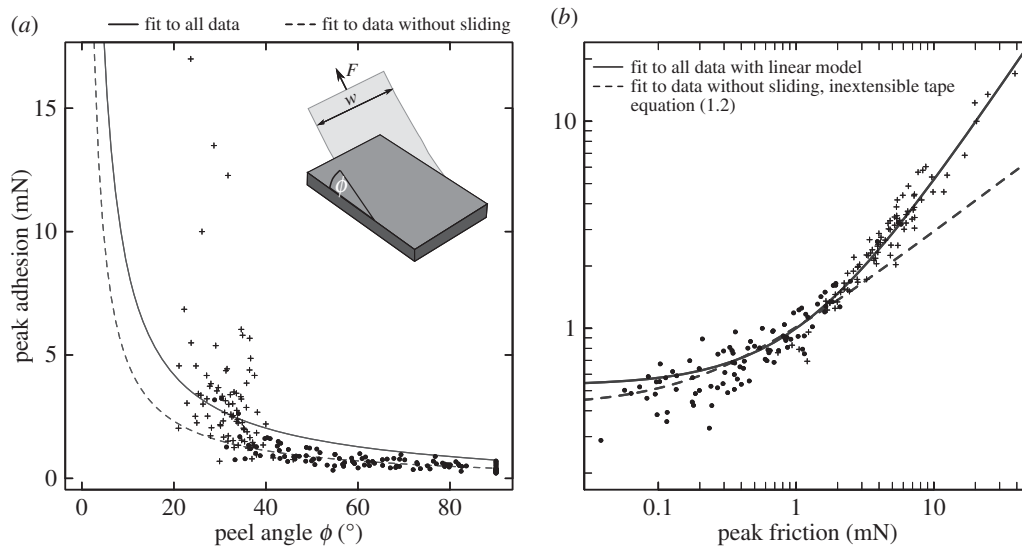 (a)
fit to all data
fit to data without sliding
15
10
5
0
peak adhesion (mN)
F
w
ϕ
0 20 40 60 80
peel angle ϕ (°)
(b)
fit to all data with linear model
fit to data without sliding, inextensible tape
equation (1.2)
10
1
0.1 1 10
peak friction (mN)